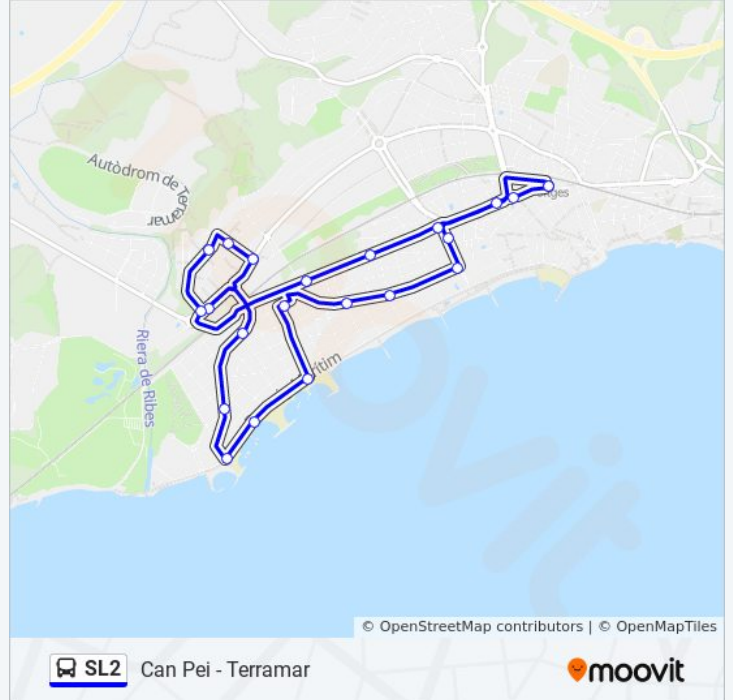 Autòdrom de Terramar
Riera de Ribes
© OpenStreetMap contributors | © OpenMapTiles
SL2 Can Pei - Terramar
moovit